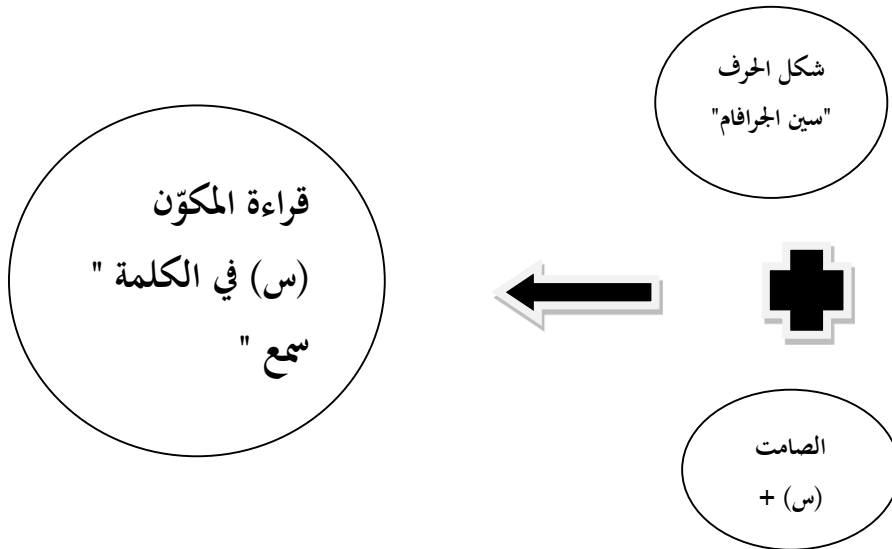 شكل الحرف
"سين الجرافام"
الصامت
(س) +
قراءة المكوّن
(س) في الكلمة "
سمع "